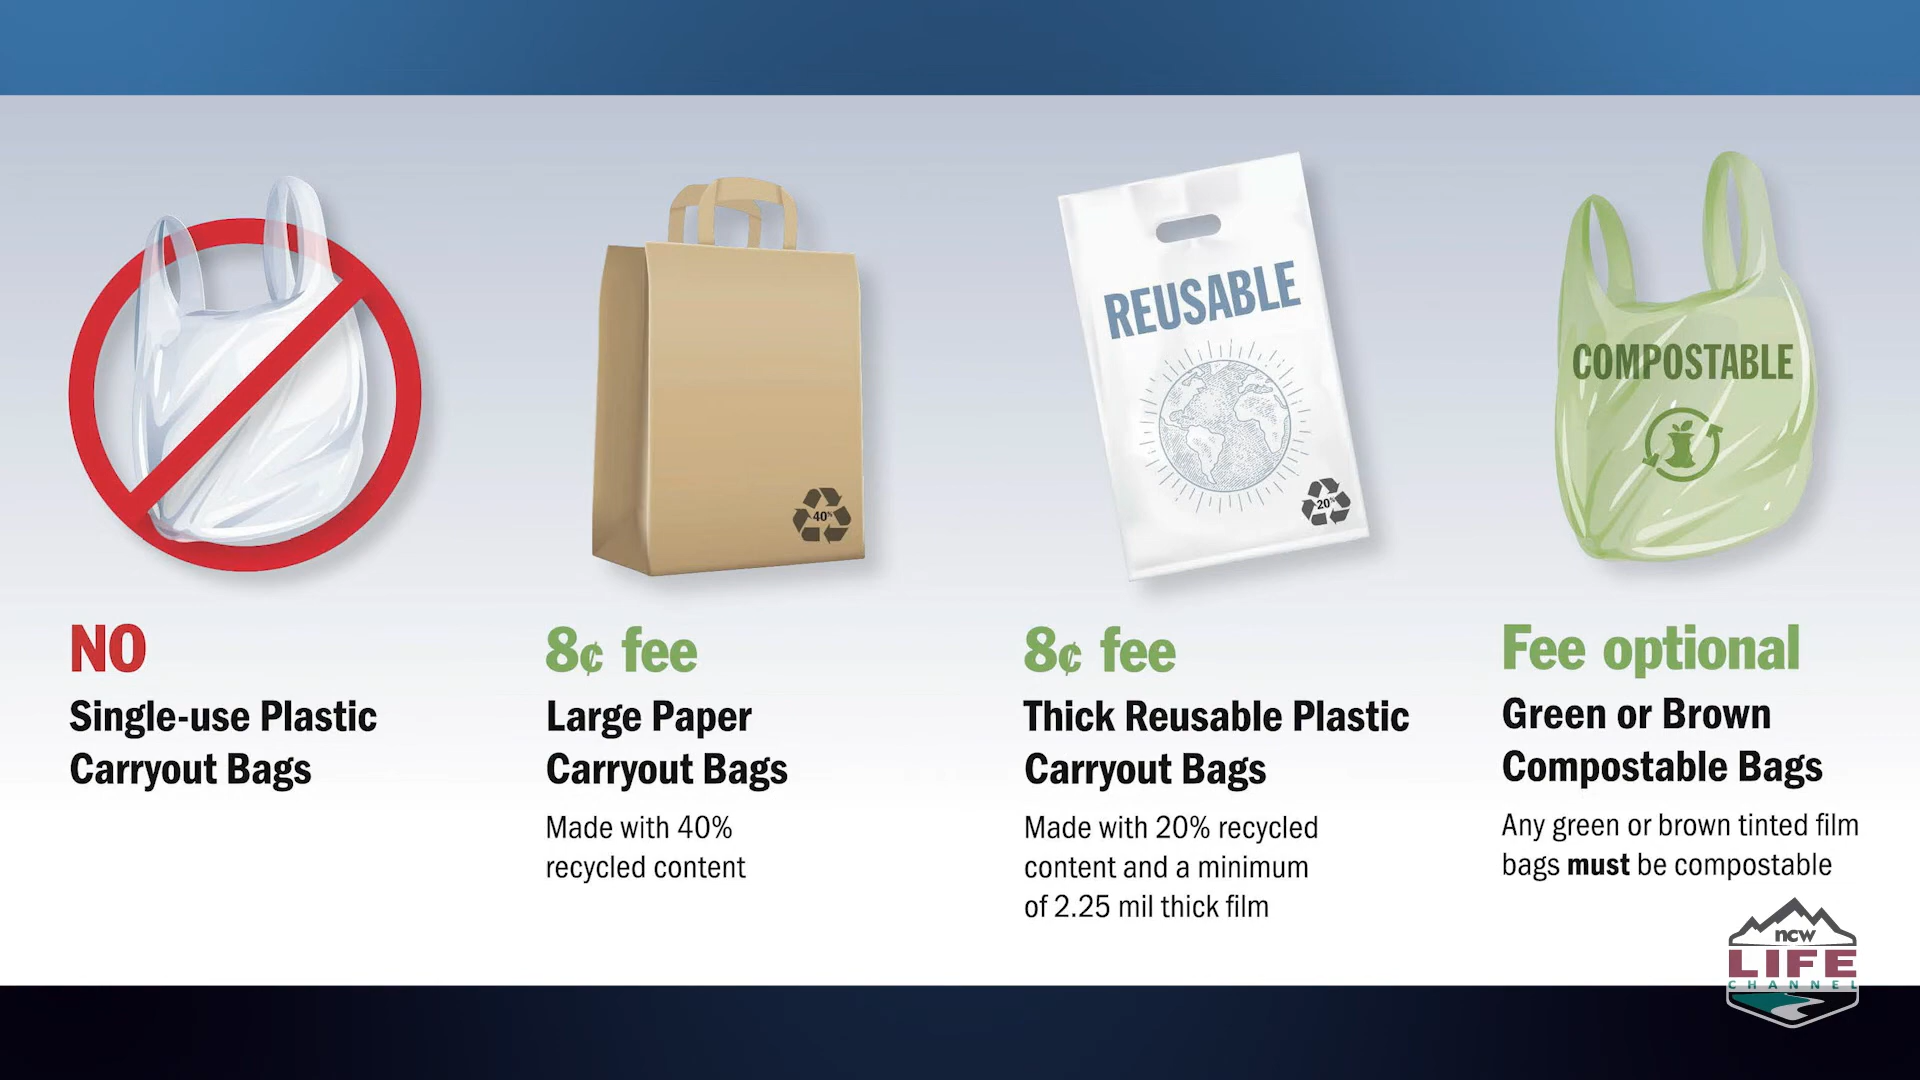 NO
Single-use Plastic
Carryout Bags
40%
8¢ fee
Large Paper
Carryout Bags
Made with 40%
recycled content
REUSABLE
20%
8¢ fee
Thick Reusable Plastic
Carryout Bags
Made with 20% recycled
content and a minimum
of 2.25 mil thick film
COMPOSTABLE
Fee optional
Green or Brown
Compostable Bags
Any green or brown tinted film
bags must be compostable
ncw
LIFE
CHANNEL